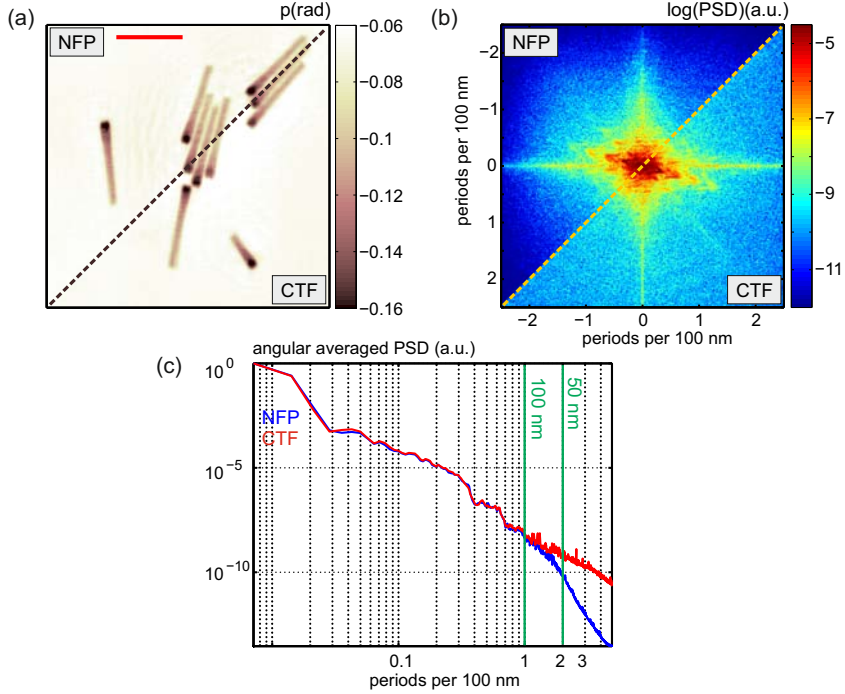 (a)
p(rad)
NFP
CTF
−0.06
−0.08
−0.1
−0.12
−0.14
−0.16
(b)
log(PSD)(a.u.)
NFP
CTF
periods per 100 nm
−2
−1
0
1
2
−2 −1 0 1 2
periods per 100 nm
−5
−7
−9
−11
(c)
angular averaged PSD (a.u.)
10^0
10^−5
10^−10
NFP
CTF
100 nm
50 nm
0.1 1 2 3
periods per 100 nm